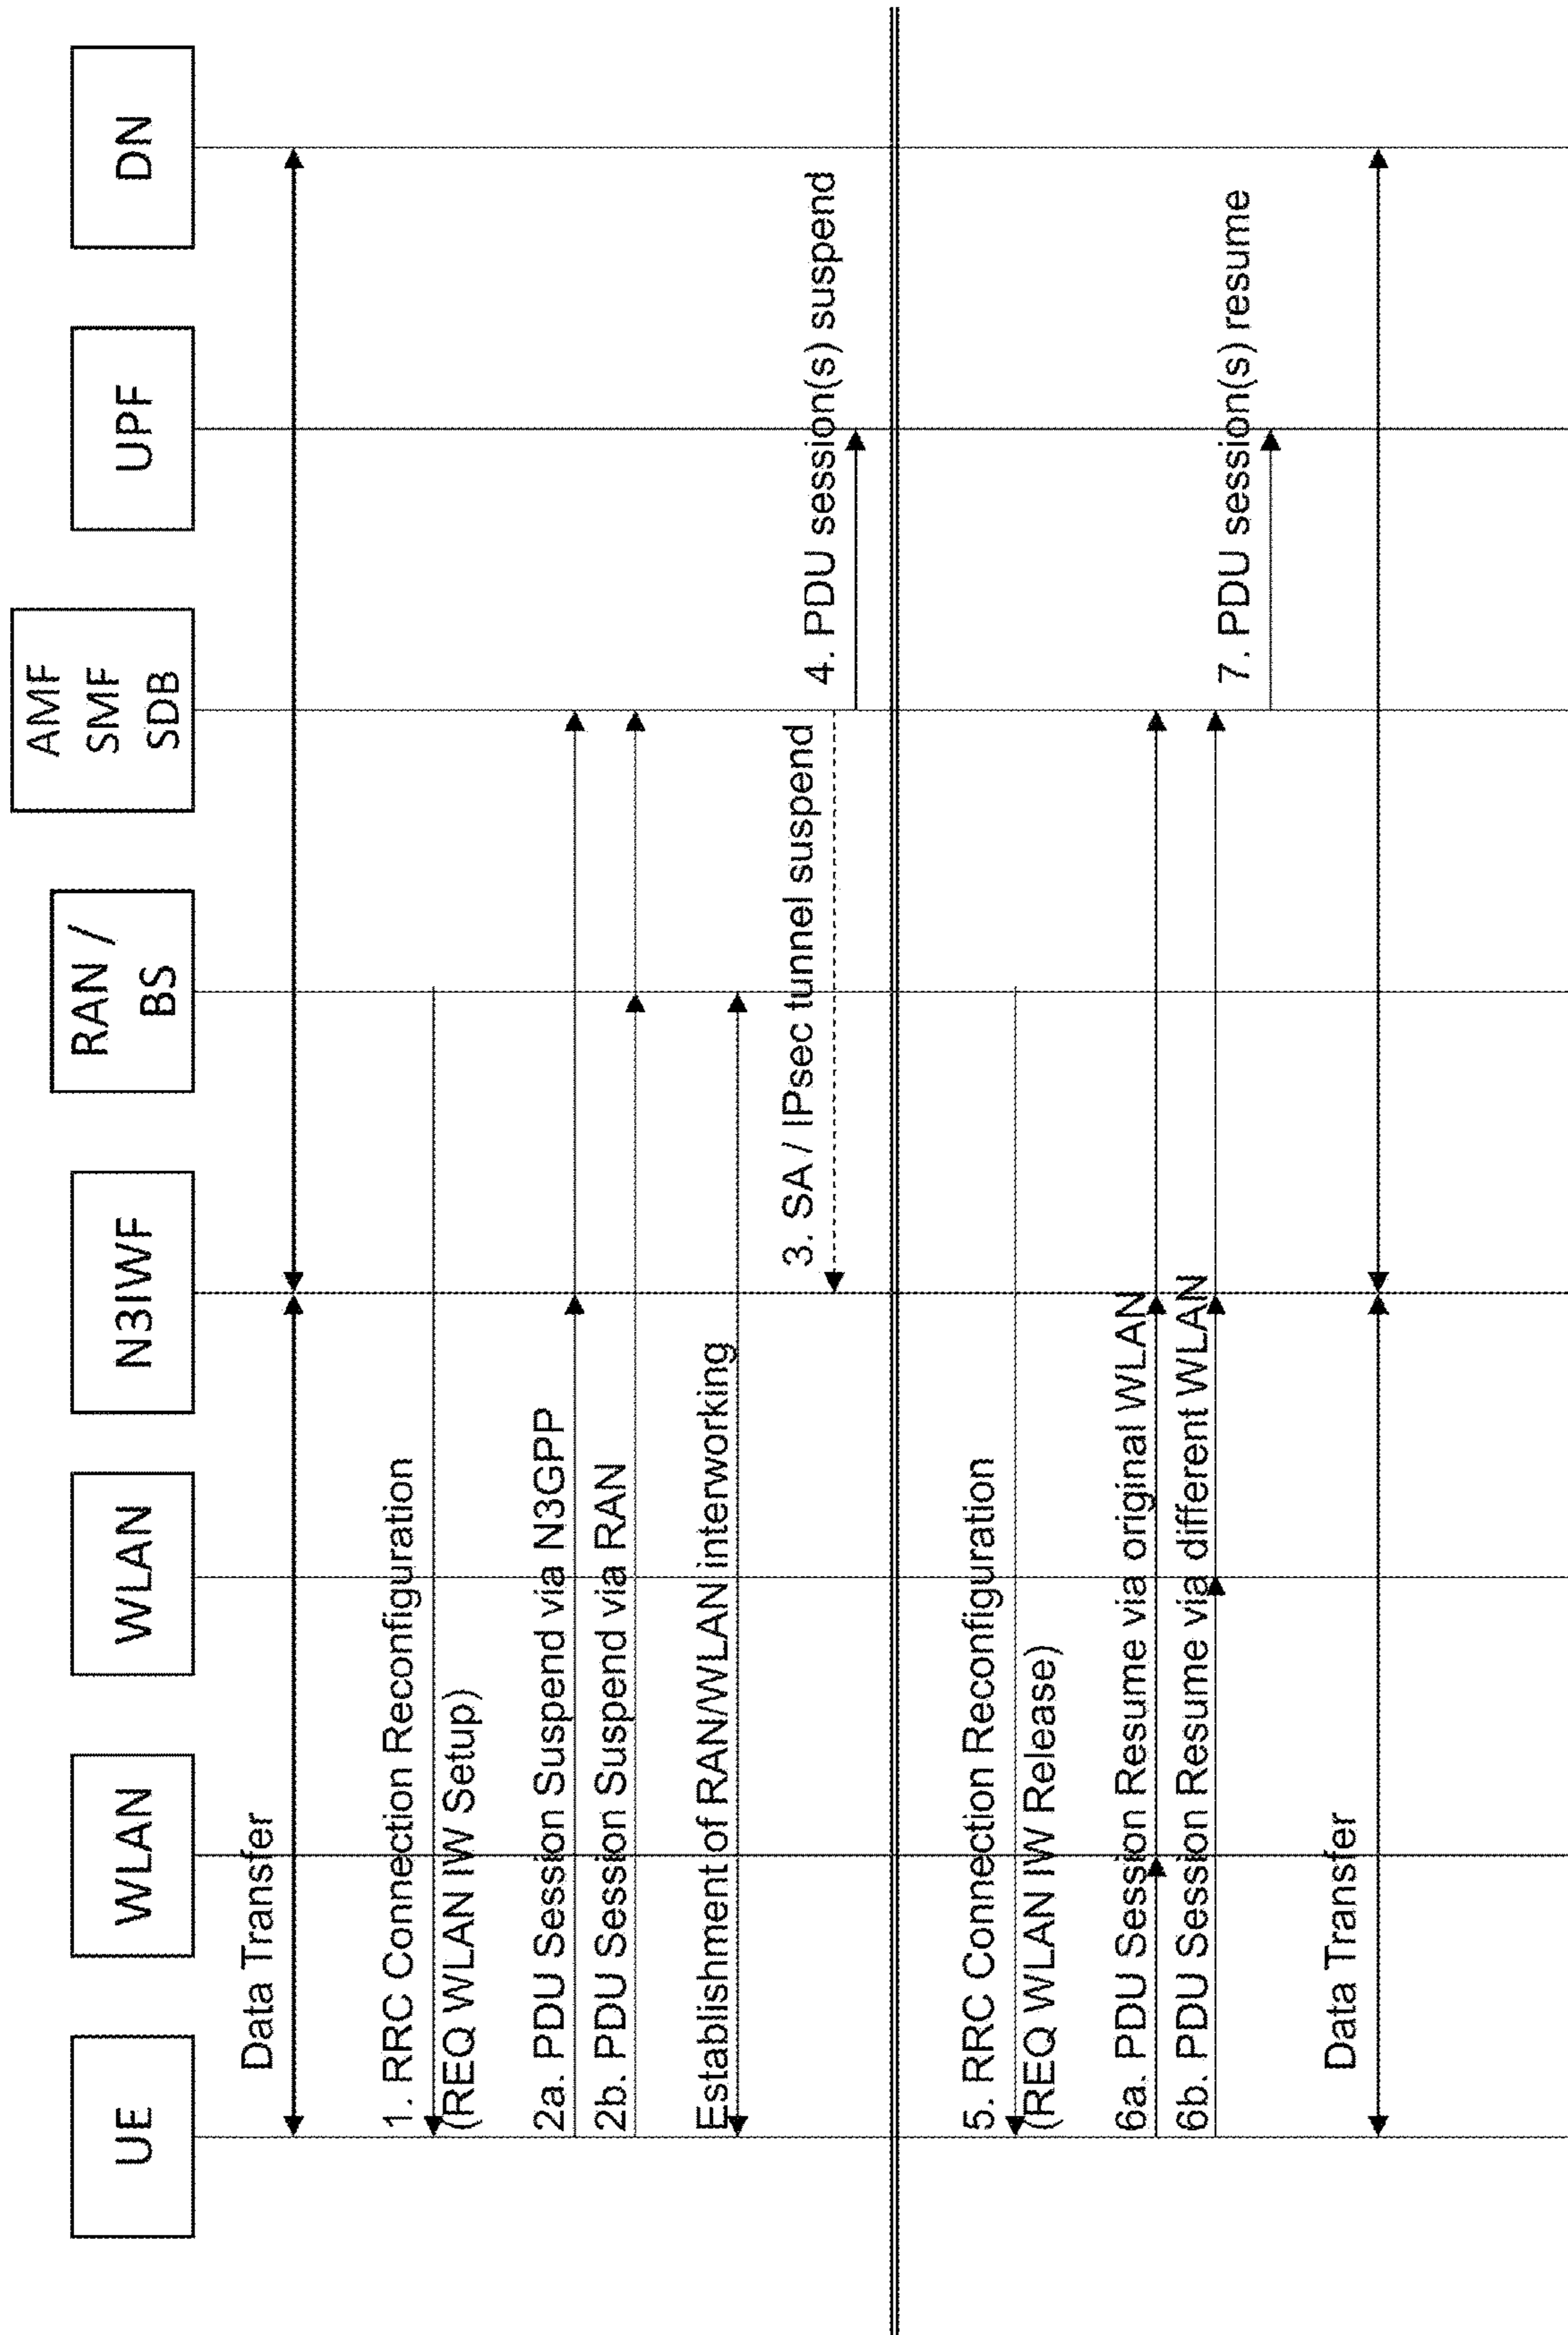 UE
WLAN
WLAN
N3IWF
RAN /
BS
AMF
SMF
SDB
UPF
DN
Data Transfer
1. RRC Connection Reconfiguration
(REQ WLAN IW Setup)
2a. PDU Session Suspend via N3GPP
2b. PDU Session Suspend via RAN
Establishment of RAN/WLAN interworking
3. SA / IPsec tunnel suspend
4. PDU session(s) suspend
5. RRC Connection Reconfiguration
(REQ WLAN IW Release)
6a. PDU Session Resume via original WLAN
6b. PDU Session Resume via different WLAN
7. PDU session(s) resume
Data Transfer